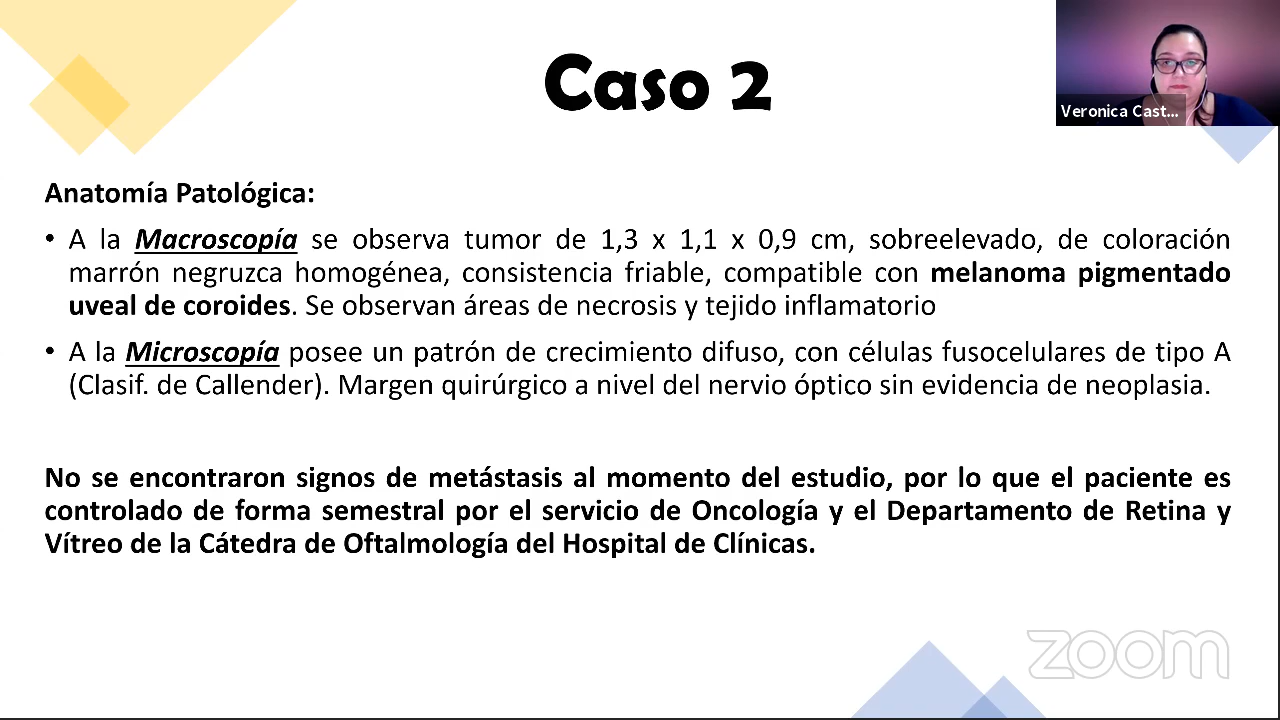 Caso 2
Veronica Cast...
Anatomía Patológica:
• A la Macroscopía se observa tumor de 1,3 x 1,1 x 0,9 cm, sobreelevado, de coloración
marrón negruzca homogénea, consistencia friable, compatible con melanoma pigmentado
uveal de coroides. Se observan áreas de necrosis y tejido inflamatorio
• A la Microscopía posee un patrón de crecimiento difuso, con células fusocelulares de tipo A
(Clasif. de Callender). Margen quirúrgico a nivel del nervio óptico sin evidencia de neoplasia.
No se encontraron signos de metástasis al momento del estudio, por lo que el paciente es
controlado de forma semestral por el servicio de Oncología y el Departamento de Retina y
Vítreo de la Cátedra de Oftalmología del Hospital de Clínicas.
zoom